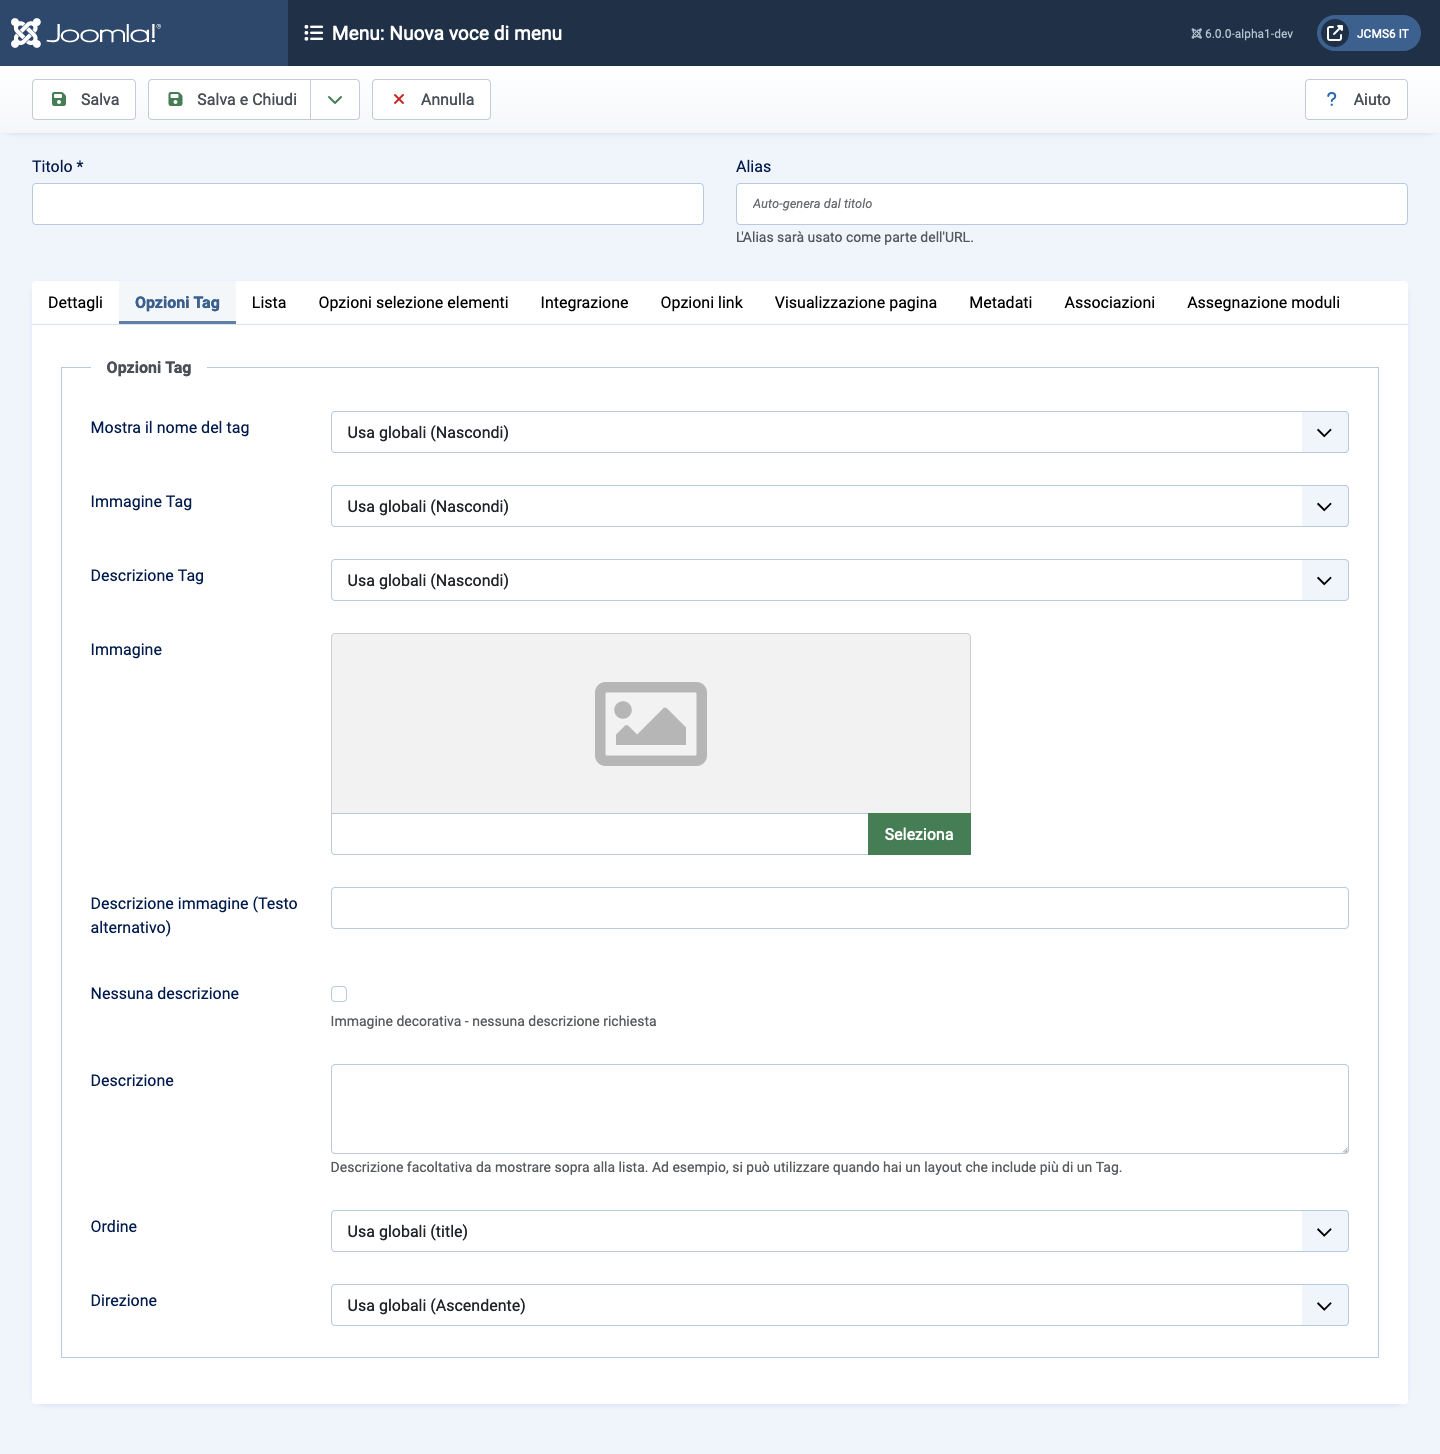 Joomla!® Menu: Nuova voce di menu 6.0.0-alpha1-dev JCMS6 IT
Salva Salva e Chiudi Annulla ? Aiuto
Titolo * Alias
Auto-genera dal titolo
L'Alias sarà usato come parte dell'URL.
Dettagli Opzioni Tag Lista Opzioni selezione elementi Integrazione Opzioni link Visualizzazione pagina Metadati Associazioni Assegnazione moduli
Opzioni Tag
Mostra il nome del tag Usa globali (Nascondi)
Immagine Tag Usa globali (Nascondi)
Descrizione Tag Usa globali (Nascondi)
Immagine
Seleziona
Descrizione immagine (Testo
alternativo)
Nessuna descrizione
Immagine decorativa - nessuna descrizione richiesta
Descrizione
Descrizione facoltativa da mostrare sopra alla lista. Ad esempio, si può utilizzare quando hai un layout che include più di un Tag.
Ordine Usa globali (title)
Direzione Usa globali (Ascendente)